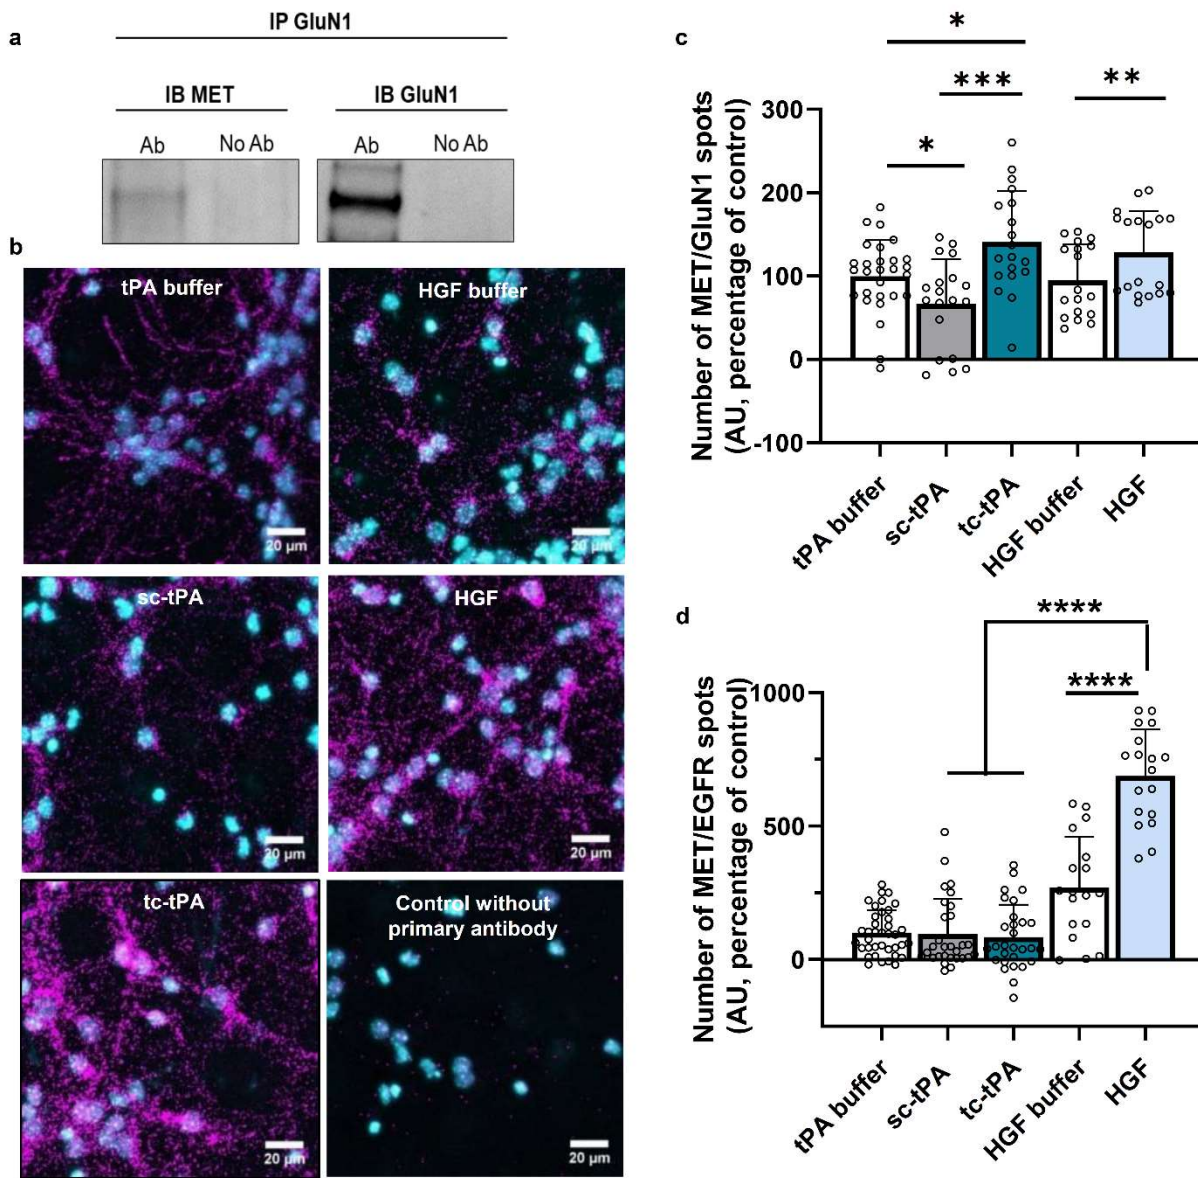 a
IP GluN1
IB MET
IB GluN1
Ab
No Ab
Ab
No Ab
b
tPA buffer
20 µm
HGF buffer
20 µm
sc-tPA
20 µm
HGF
20 µm
tc-tPA
20 µm
Control without
primary antibody
20 µm
c
*
***
**
*
Number of MET/GluN1 spots
(AU, percentage of control)
300
200
100
0
-100
tPA buffer
sc-tPA
tc-tPA
HGF buffer
HGF
d
****
****
Number of MET/EGFR spots
(AU, percentage of control)
1000
500
0
tPA buffer
sc-tPA
tc-tPA
HGF buffer
HGF